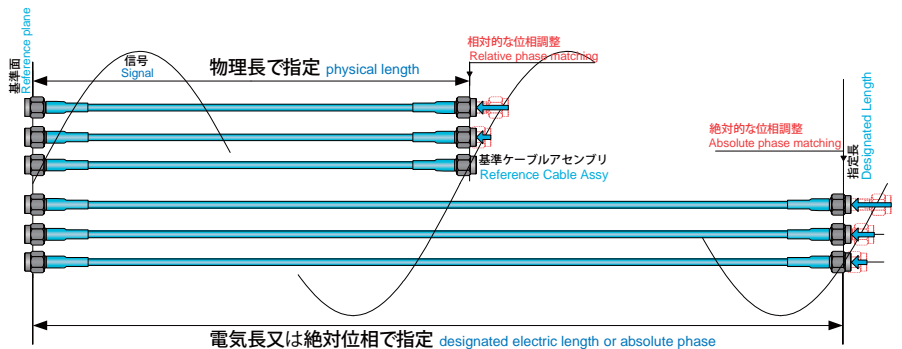 基準面
Reference plane
信号
Signal
物理長で指定 physical length
相対的な位相調整
Relative phase matching
絶対的な位相調整
Absolute phase matching
指定長
Designated Length
基準ケーブルアセンブリ
Reference Cable Assy
電気長又は絶対位相で指定 designated electric length or absolute phase